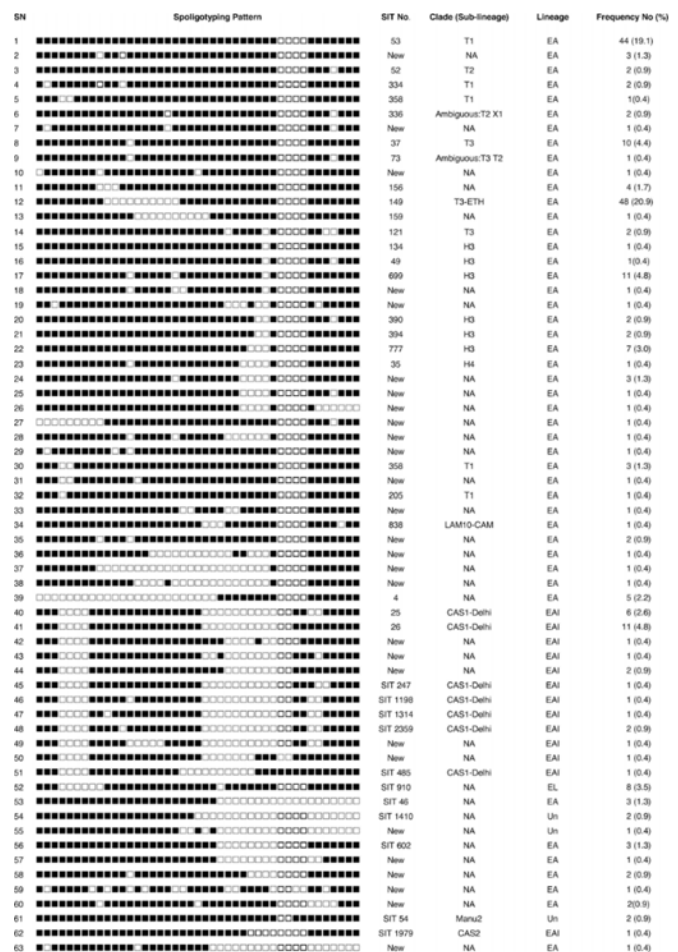 SN Spoligotyping Pattern SIT No. Clade (Sub-lineage) Lineage Frequency No (%)
1 53 T1 EA 44 (19.1)
2 New NA EA 3 (1.3)
3 52 T2 EA 2 (0.9)
4 334 T1 EA 2 (0.9)
5 358 T1 EA 1(0.4)
6 336 Ambiguous:T2 X1 EA 2 (0.9)
7 New NA EA 1 (0.4)
8 37 T3 EA 10 (4.4)
9 73 Ambiguous:T3 T2 EA 1 (0.4)
10 New NA EA 1 (0.4)
11 156 NA EA 4 (1.7)
12 149 T3-ETH EA 48 (20.9)
13 159 NA EA 1 (0.4)
14 121 T3 EA 2 (0.9)
15 134 H3 EA 1 (0.4)
16 49 H3 EA 1(0.4)
17 699 H3 EA 11 (4.8)
18 New NA EA 1 (0.4)
19 New NA EA 1 (0.4)
20 390 H3 EA 2 (0.9)
21 394 H3 EA 2 (0.9)
22 777 H3 EA 7 (3.0)
23 35 H4 EA 1 (0.4)
24 New NA EA 3 (1.3)
25 New NA EA 1 (0.4)
26 New NA EA 1 (0.4)
27 New NA EA 1 (0.4)
28 New NA EA 1 (0.4)
29 New NA EA 1 (0.4)
30 358 T1 EA 3 (1.3)
31 New NA EA 1 (0.4)
32 205 T1 EA 1 (0.4)
33 New NA EA 1 (0.4)
34 838 LAM10-CAM EA 1 (0.4)
35 New NA EA 2 (0.9)
36 New NA EA 1 (0.4)
37 New NA EA 1 (0.4)
38 New NA EA 1 (0.4)
39 4 NA EA 5 (2.2)
40 25 CAS1-Delhi EAI 6 (2.6)
41 26 CAS1-Delhi EAI 11 (4.8)
42 New NA EAI 1 (0.4)
43 New NA EAI 1 (0.4)
44 New NA EAI 2 (0.9)
45 SIT 247 CAS1-Delhi EAI 1 (0.4)
46 SIT 1198 CAS1-Delhi EAI 1 (0.4)
47 SIT 1314 CAS1-Delhi EAI 1 (0.4)
48 SIT 2359 CAS1-Delhi EAI 2 (0.9)
49 New NA EAI 1 (0.4)
50 New NA EAI 1 (0.4)
51 SIT 485 CAS1-Delhi EAI 1 (0.4)
52 SIT 910 NA EL 8 (3.5)
53 SIT 46 NA EA 3 (1.3)
54 SIT 1410 NA Un 2 (0.9)
55 New NA Un 1 (0.4)
56 SIT 602 NA EA 3 (1.3)
57 New NA EA 1 (0.4)
58 New NA EA 2 (0.9)
59 New NA EA 1 (0.4)
60 New NA EA 2(0.9)
61 SIT 54 Manu2 Un 2 (0.9)
62 SIT 1979 CAS2 EAI 1 (0.4)
63 New NA EA 1 (0.4)